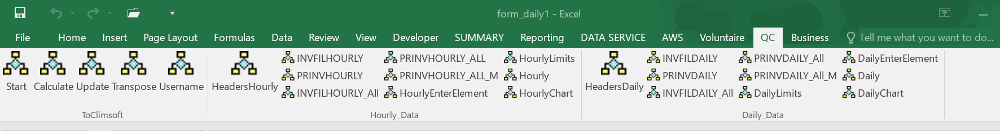 form_daily1 - Excel
File Home Insert Page Layout Formulas Data Review View Developer SUMMARY Reporting DATA SERVICE AWS Voluntaire QC Business Tell me what you want to do...
INVFILHOURLY PRINVHOURLY_ALL HourlyLimits INVFILDAILY PRINVDAILY_All DailyEnterElement
PRINVHOURLY PRINVHOURLY_ALL_M Hourly PRINVDAILY PRINVDAILY_All_M Daily
Start Calculate Update Transpose Username HeadersHourly HeadersDaily
INVFILHOURLY_All HourlyEnterElement HourlyChart INVFILDAILY_All DailyLimits DailyChart
ToClimsoft Hourly_Data Daily_Data